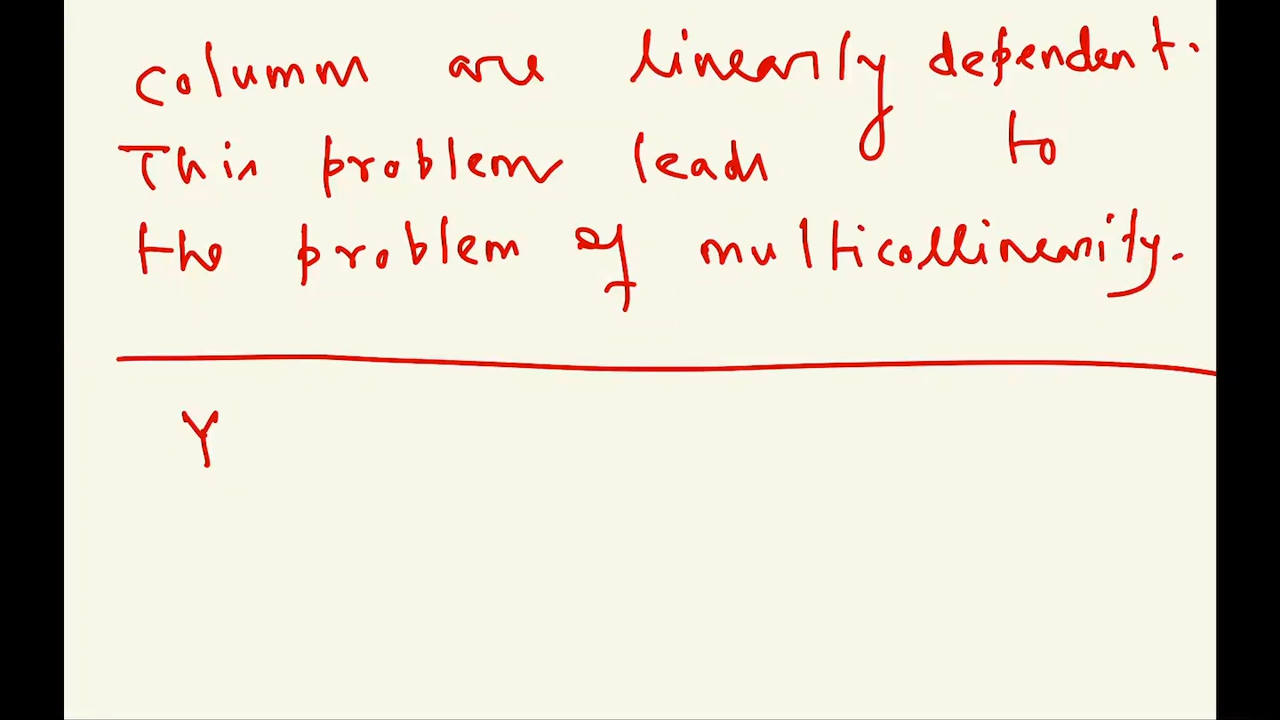 column are linearly dependent.
This problem leads to
the problem of multicollinearity.
Y